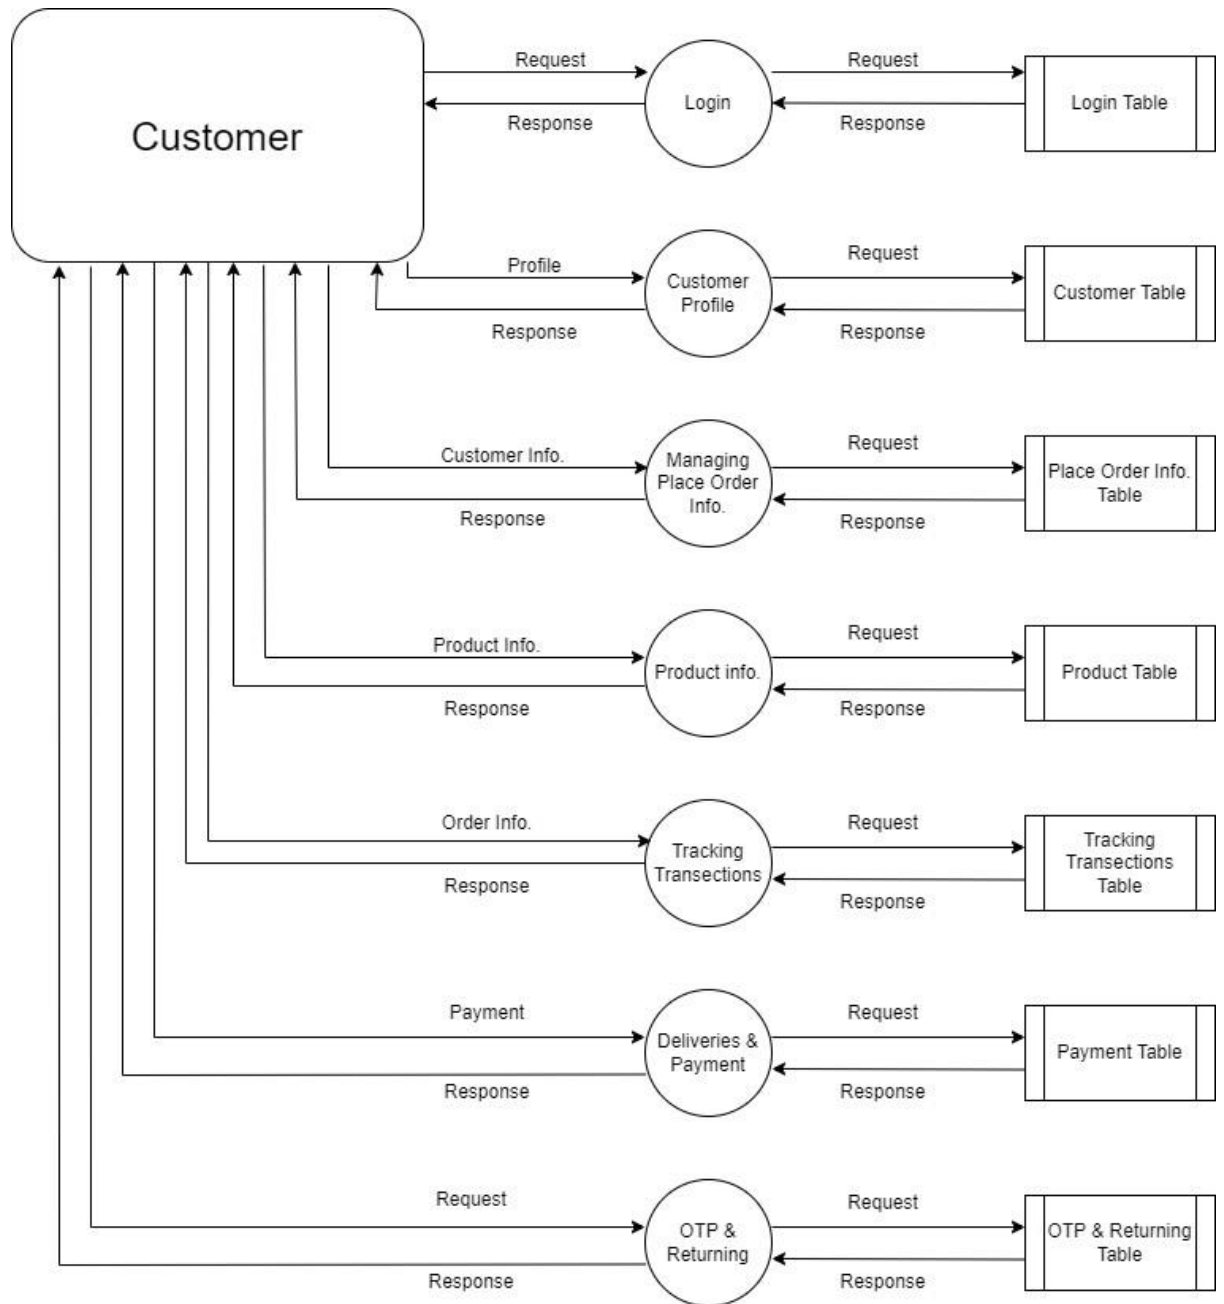 Customer
Request
Login
Response
Request
Response
Login Table
Profile
Response
Customer
Profile
Request
Response
Customer Table
Customer Info.
Response
Managing
Place Order
Info.
Request
Response
Place Order Info.
Table
Product Info.
Response
Product info.
Request
Response
Product Table
Order Info.
Response
Tracking
Transections
Request
Response
Tracking
Transections
Table
Payment
Response
Deliveries &
Payment
Request
Response
Payment Table
Request
Response
OTP &
Returning
Request
Response
OTP & Returning
Table